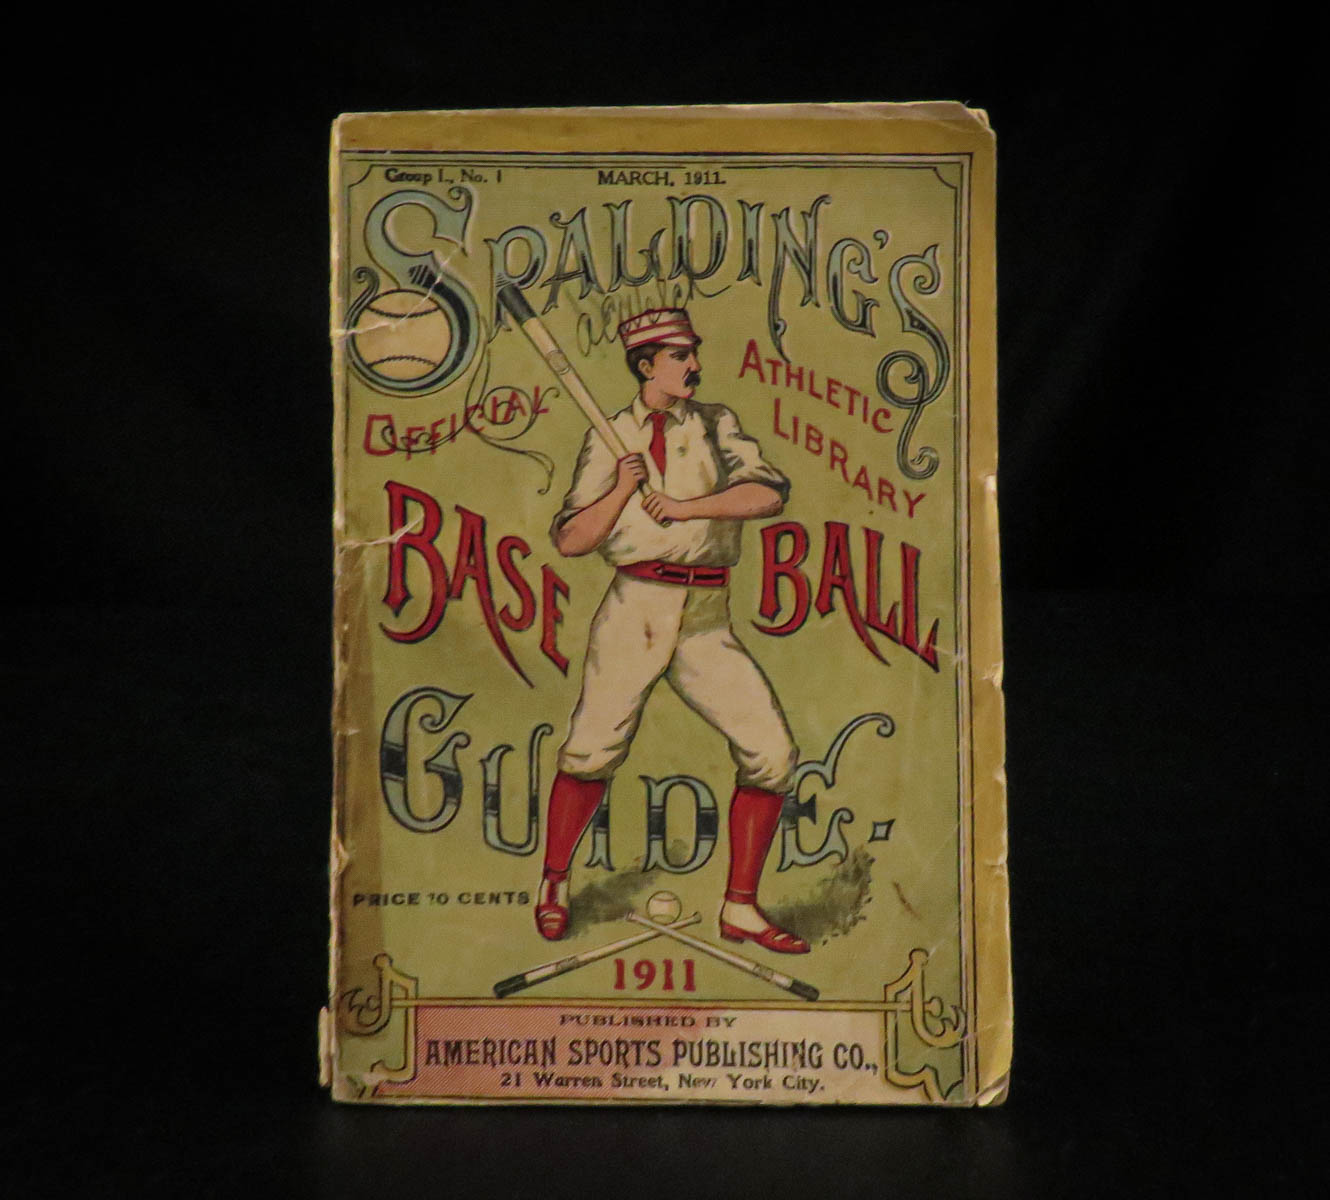 Group I., No. 1
MARCH, 1911.
SPALDING'S
OFFICIAL
ATHLETIC
LIBRARY
BASE BALL
GUIDE.
PRICE 10 CENTS
1911
PUBLISHED BY
AMERICAN SPORTS PUBLISHING CO.,
21 Warren Street, New York City.